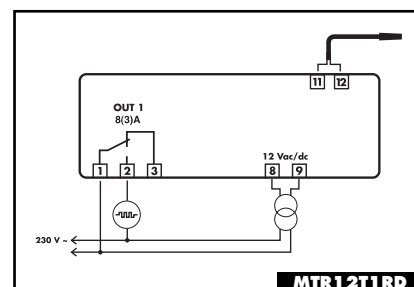 11 12
OUT 1
8(3)A
12 Vac/dc
1 2 3 8 9
230 V ~
MTR12T1RD